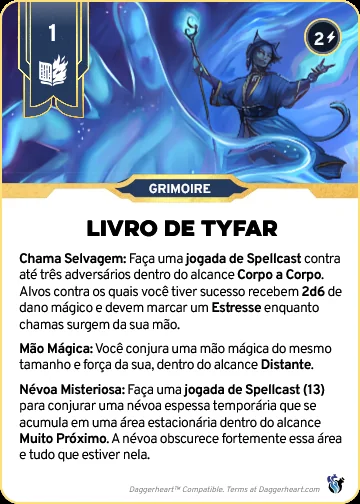 1
2
GRIMOIRE
LIVRO DE TYFAR
Chama Selvagem: Faça uma jogada de Spellcast contra
até três adversários dentro do alcance Corpo a Corpo.
Alvos contra os quais você tiver sucesso recebem 2d6 de
dano mágico e devem marcar um Estresse enquanto
chamas surgem da sua mão.
Mão Mágica: Você conjura uma mão mágica do mesmo
tamanho e força da sua, dentro do alcance Distante.
Névoa Misteriosa: Faça uma jogada de Spellcast (13)
para conjurar uma névoa espessa temporária que se
acumula em uma área estacionária dentro do alcance
Muito Próximo. A névoa obscurece fortemente essa área
e tudo que estiver nela.
Daggerheart™ Compatible. Terms at Daggerheart.com